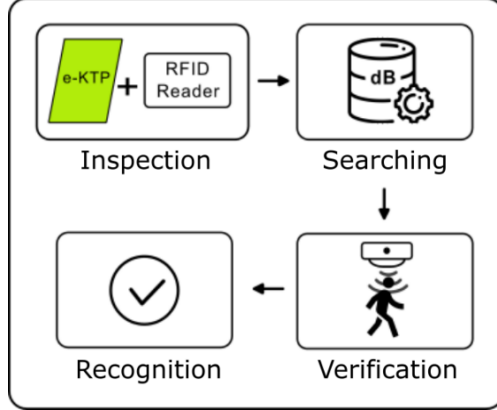 e-KTP
+
RFID
Reader
Inspection
dB
Searching
Verification
Recognition